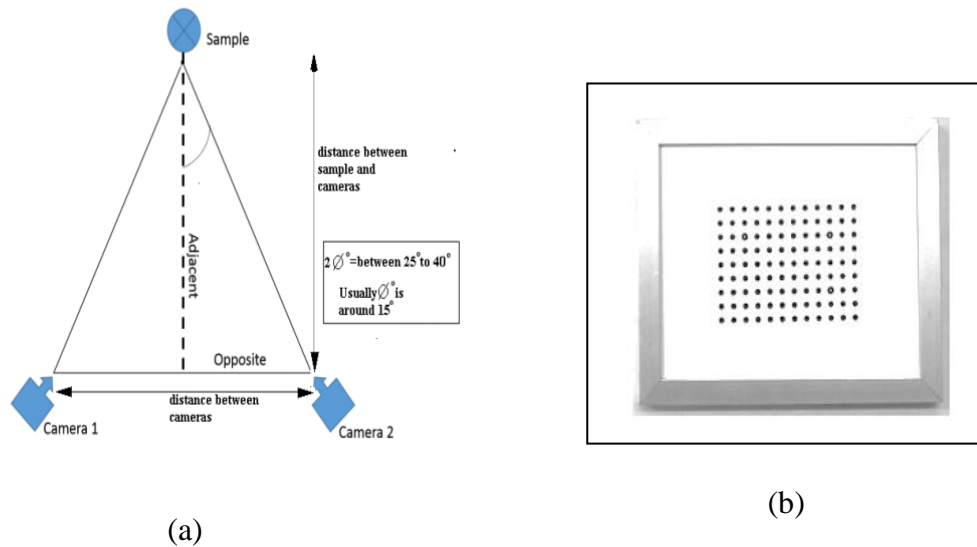 Sample
distance between
sample and
cameras
Adjacent
2 ∅°=between 25°to 40°
Usually ∅°is
around 15°
Opposite
distance between
cameras
Camera 1
Camera 2
(a)
(b)